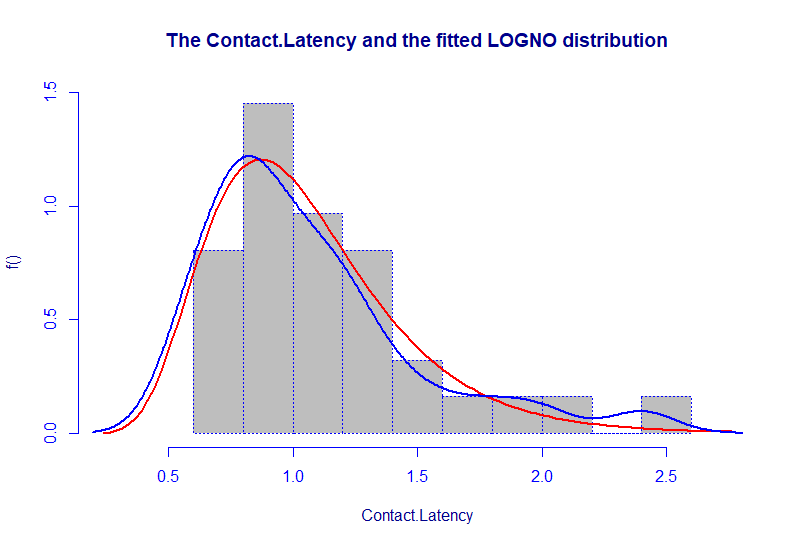 The Contact.Latency and the fitted LOGNO distribution
f()
0.0
0.5
1.0
1.5
0.5 1.0 1.5 2.0 2.5
Contact.Latency